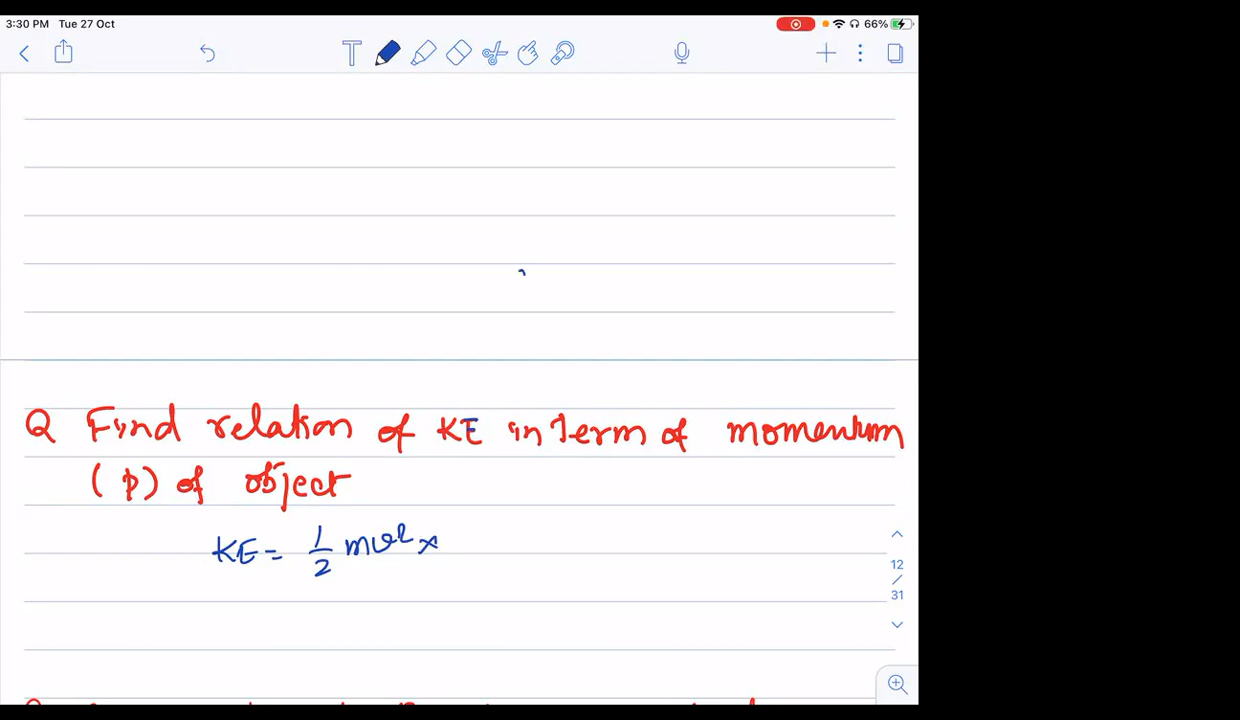 3:30 PM Tue 27 Oct
66%
T
Q Find relation of KE in term of momentum
(p) of object
KE = 1/2 mv² ×
12
/
31